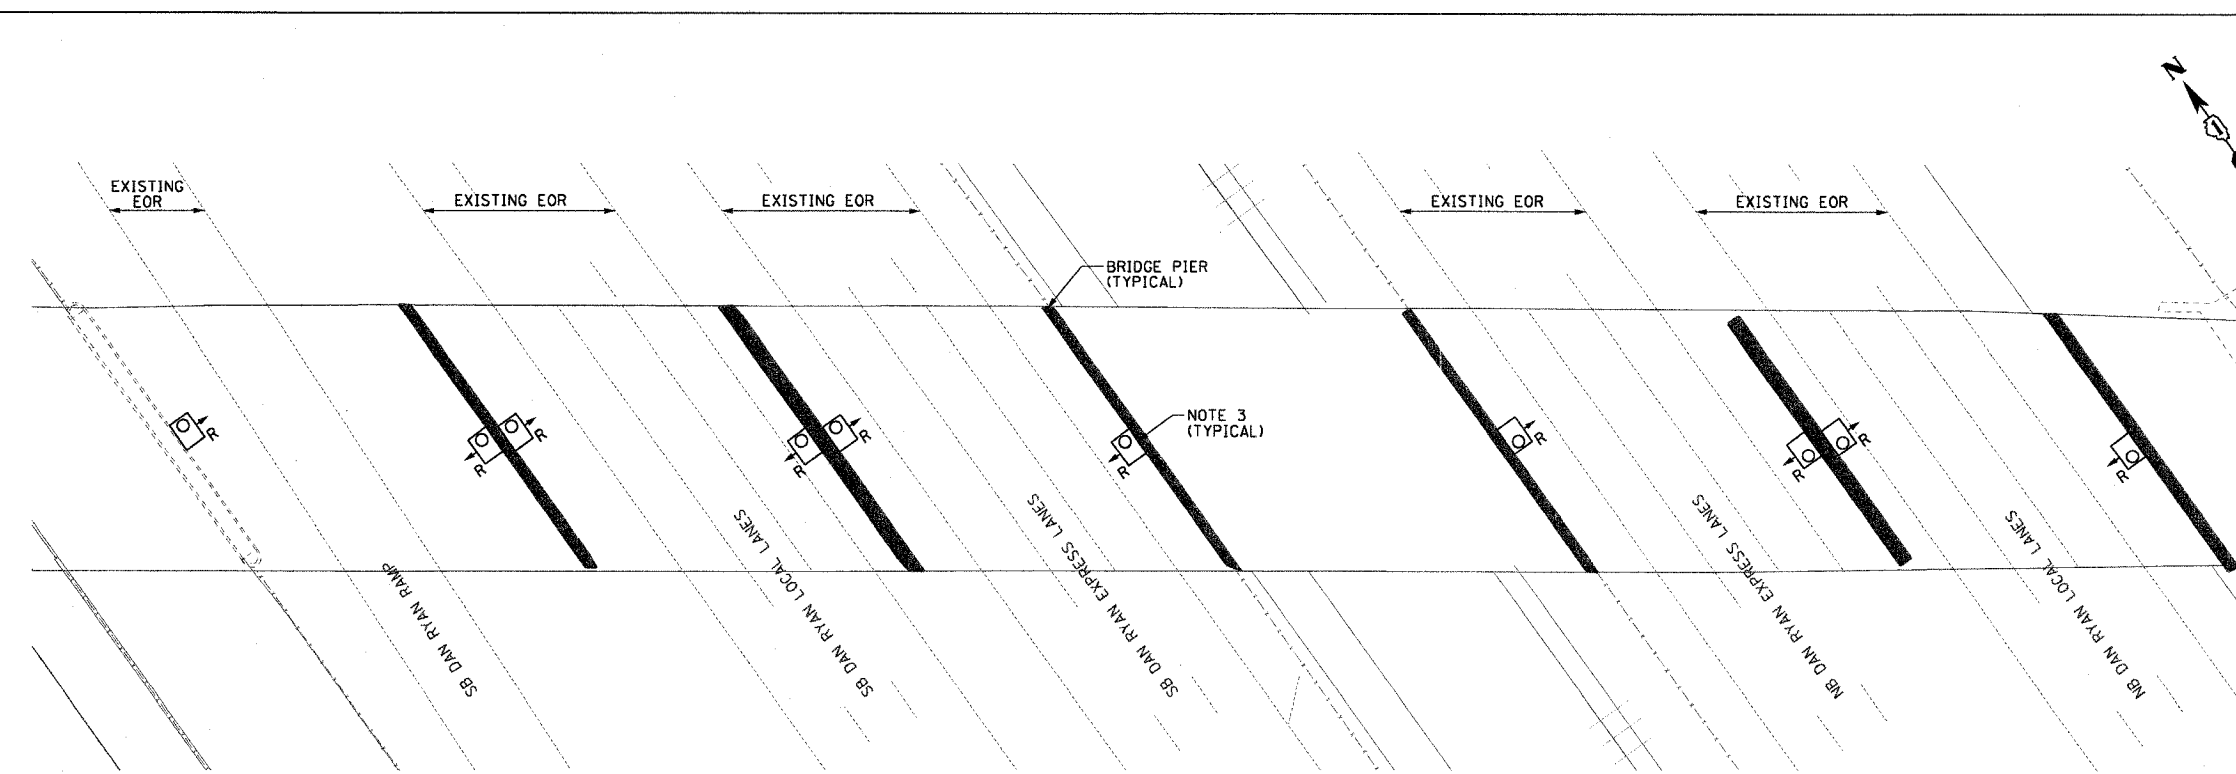 N
1
EXISTING
EOR
EXISTING EOR
EXISTING EOR
EXISTING EOR
EXISTING EOR
BRIDGE PIER
(TYPICAL)
NOTE 3
(TYPICAL)
R
R
R
R
R
R
R
R
R
R
SB DAN RYAN RAMP
SB DAN RYAN LOCAL LANES
SB DAN RYAN EXPRESS LANES
NB DAN RYAN EXPRESS LANES
NB DAN RYAN LOCAL LANES